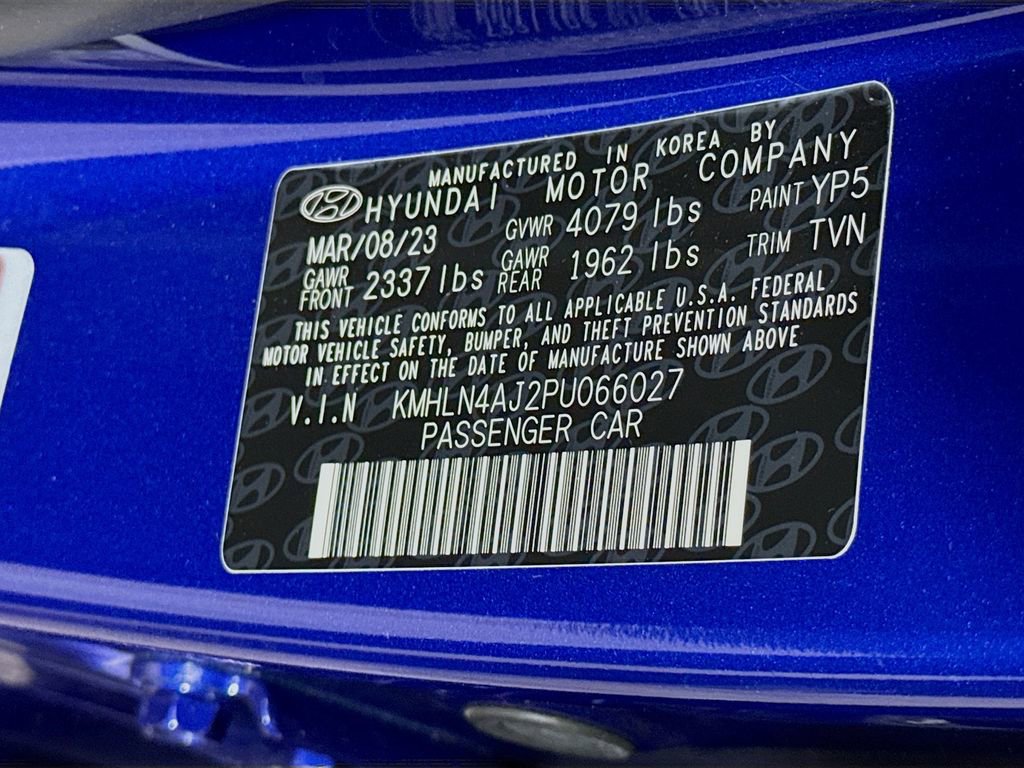 MANUFACTURED IN KOREA BY
HYUNDAI MOTOR COMPANY
MAR/08/23 GVWR 4079 lbs PAINT YP5
GAWR FRONT 2337 lbs GAWR REAR 1962 lbs TRIM TVN
THIS VEHICLE CONFORMS TO ALL APPLICABLE U.S.A. FEDERAL
MOTOR VEHICLE SAFETY, BUMPER, AND THEFT PREVENTION STANDARDS
IN EFFECT ON THE DATE OF MANUFACTURE SHOWN ABOVE
V.I.N KMHLN4AJ2PU066027
PASSENGER CAR